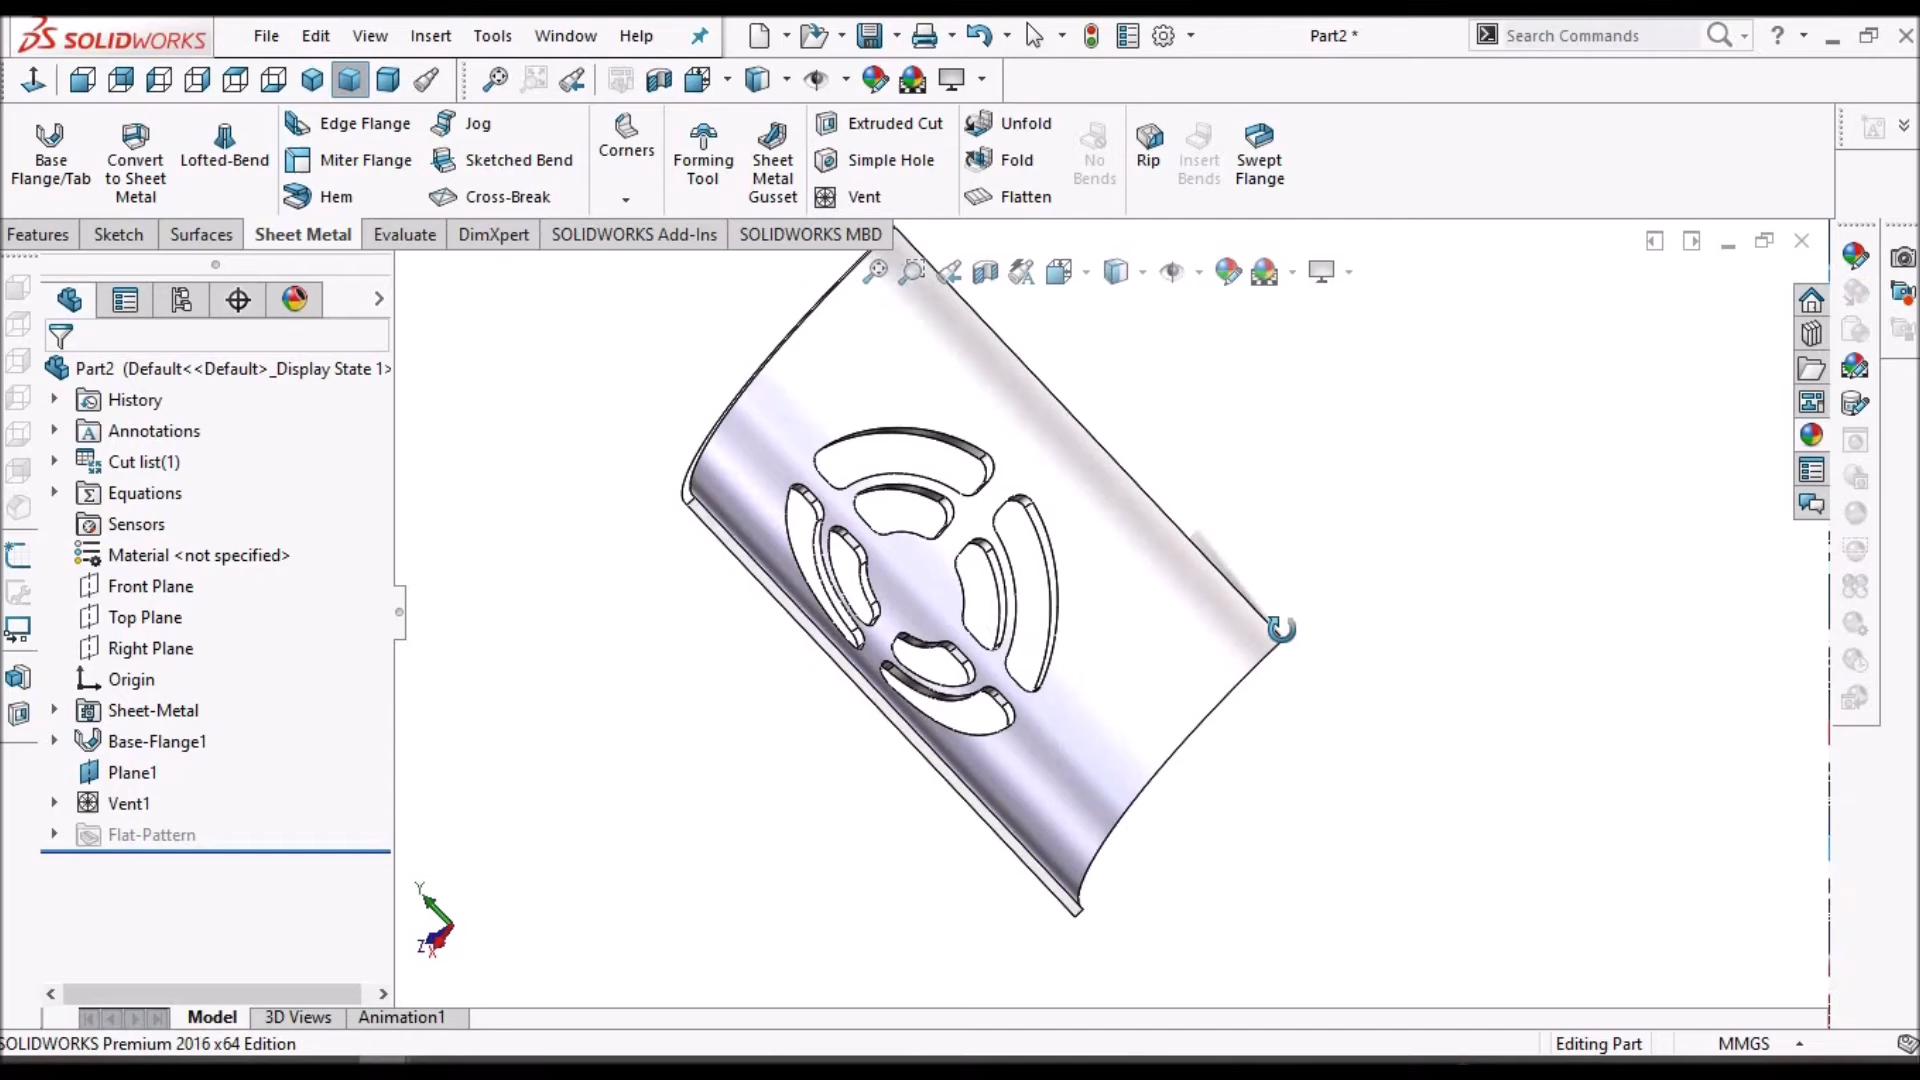 SOLIDWORKS File Edit View Insert Tools Window Help Part2 * Search Commands ?
Base Flange/Tab
Convert to Sheet Metal
Lofted-Bend
Edge Flange
Miter Flange
Hem
Jog
Sketched Bend
Cross-Break
Corners
Forming Tool
Sheet Metal Gusset
Extruded Cut
Simple Hole
Vent
Unfold
Fold
Flatten
No Bends
Rip
Insert Bends
Swept Flange
Features Sketch Surfaces Sheet Metal Evaluate DimXpert SOLIDWORKS Add-Ins SOLIDWORKS MBD
Part2 (Default<<Default>_Display State 1>
History
Annotations
Cut list(1)
Equations
Sensors
Material <not specified>
Front Plane
Top Plane
Right Plane
Origin
Sheet-Metal
Base-Flange1
Plane1
Vent1
Flat-Pattern
Y
Z
X
Model 3D Views Animation1
SOLIDWORKS Premium 2016 x64 Edition Editing Part MMGS